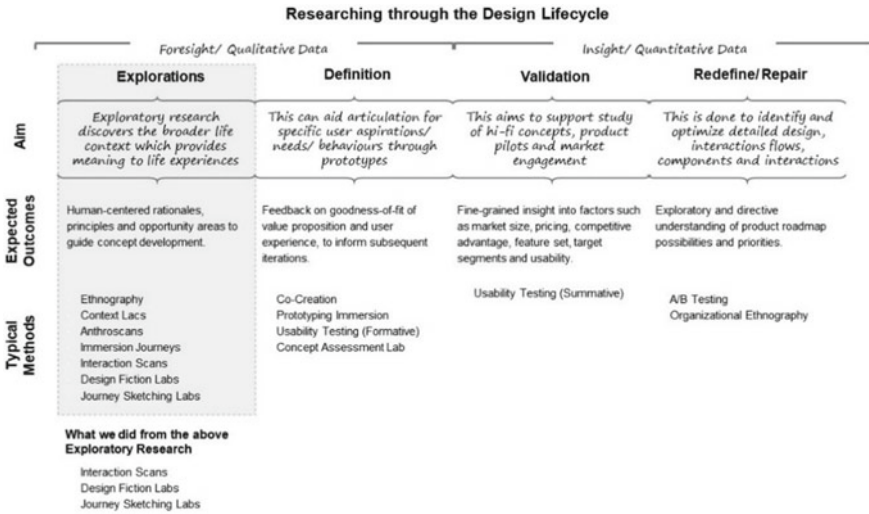 Researching through the Design Lifecycle
Foresight/ Qualitative Data
Insight/ Quantitative Data
Explorations
Definition
Validation
Redefine/Repair
Aim
Exploratory research
discovers the broader life
context which provides
meaning to life experiences
This can aid articulation for
specific user aspirations/
needs/ behaviours through
prototypes
This aims to support study
of hi-fi concepts, product
pilots and market
engagement
This is done to identify and
optimize detailed design,
interactions flows,
components and interactions
Expected
Outcomes
Human-centered rationales,
principles and opportunity areas to
guide concept development.
Feedback on goodness-of-fit of
value proposition and user
experience, to inform subsequent
iterations.
Fine-grained insight into factors such
as market size, pricing, competitive
advantage, feature set, target
segments and usability.
Exploratory and directive
understanding of product roadmap
possibilities and priorities.
Typical
Methods
Ethnography
Context Lacs
Anthroscans
Immersion Journeys
Interaction Scans
Design Fiction Labs
Journey Sketching Labs
Co-Creation
Prototyping Immersion
Usability Testing (Formative)
Concept Assessment Lab
Usability Testing (Summative)
A/B Testing
Organizational Ethnography
What we did from the above
Exploratory Research
Interaction Scans
Design Fiction Labs
Journey Sketching Labs